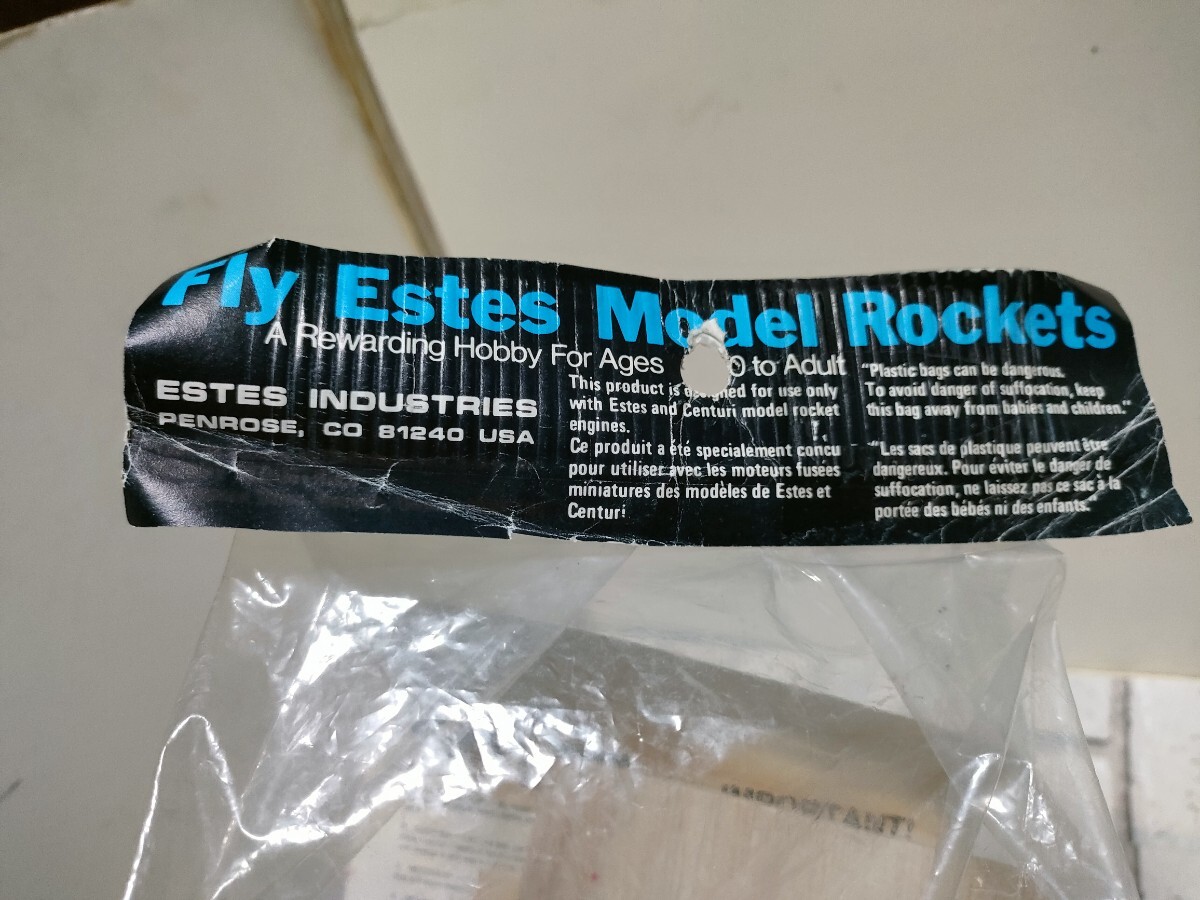 Fly Estes Model Rockets
A Rewarding Hobby For Ages 0 to Adult
ESTES INDUSTRIES
PENROSE, CO 81240 USA
This product is designed for use only
with Estes and Centuri model rocket
engines.
Ce produit a été specialement concu
pour utiliser avec les moteurs fusées
miniatures des modèles de Estes et
Centuri
"Plastic bags can be dangerous.
To avoid danger of suffocation, keep
this bag away from babies and children."
"Les sacs de plastique peuvent être
dangereux. Pour éviter le danger de
suffocation, ne laissez pas ce sac à la
portée des bébés ni des enfants."